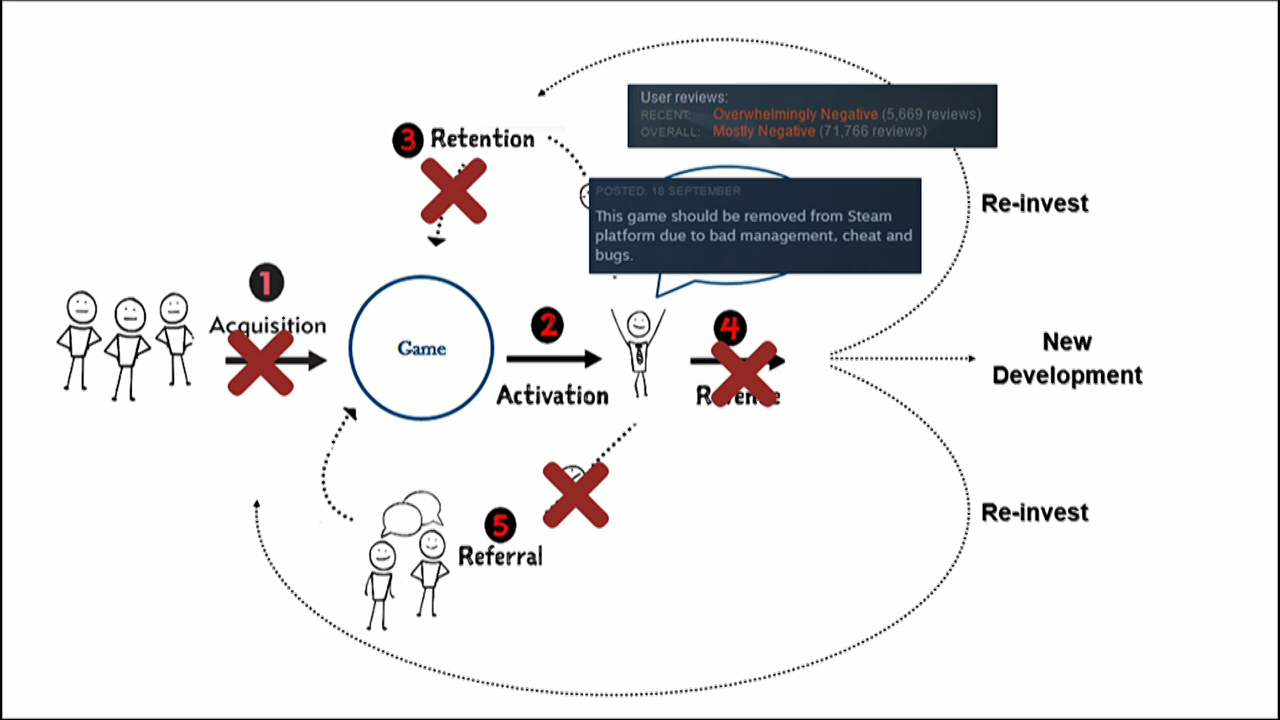 User reviews:
RECENT: Overwhelmingly Negative (5,669 reviews)
OVERALL: Mostly Negative (71,766 reviews)
3 Retention
POSTED: 18 SEPTEMBER
This game should be removed from Steam
platform due to bad management, cheat and
bugs.
Re-invest
1
Acquisition
Game
2
Activation
4
Revenue
New
Development
5
Referral
Re-invest